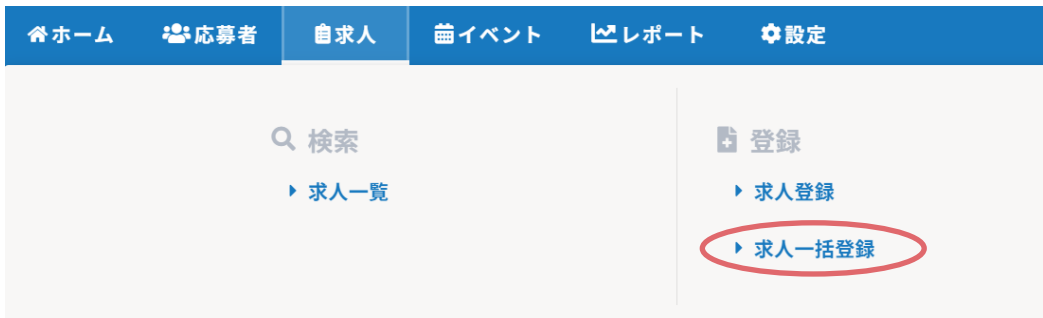 ホーム 応募者 求人 イベント レポート 設定
検索
求人一覧
登録
求人登録
求人一括登録